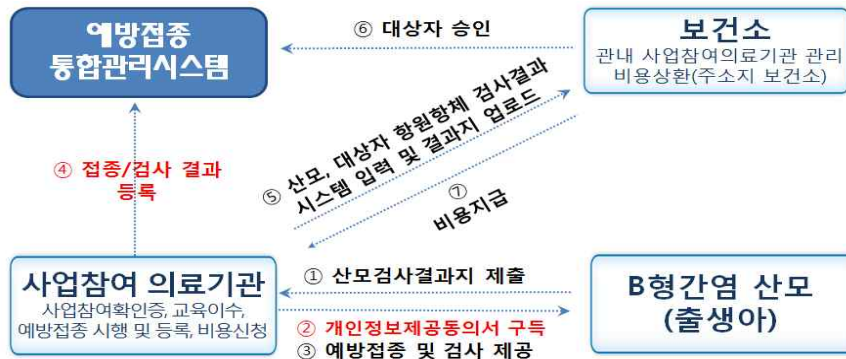 예방접종
통합관리시스템
⑥ 대상자 승인
보건소
관내 사업참여의료기관 관리
비용상환(주소지 보건소)
④ 접종/검사 결과
등록
⑤ 산모, 대상자 항원항체 검사결과
시스템 입력 및 결과지 업로드
⑦
비용지급
사업참여 의료기관
사업참여확인증, 교육이수,
예방접종 시행 및 등록, 비용신청
① 산모검사결과지 제출
② 개인정보제공동의서 구득
③ 예방접종 및 검사 제공
B형간염 산모
(출생아)